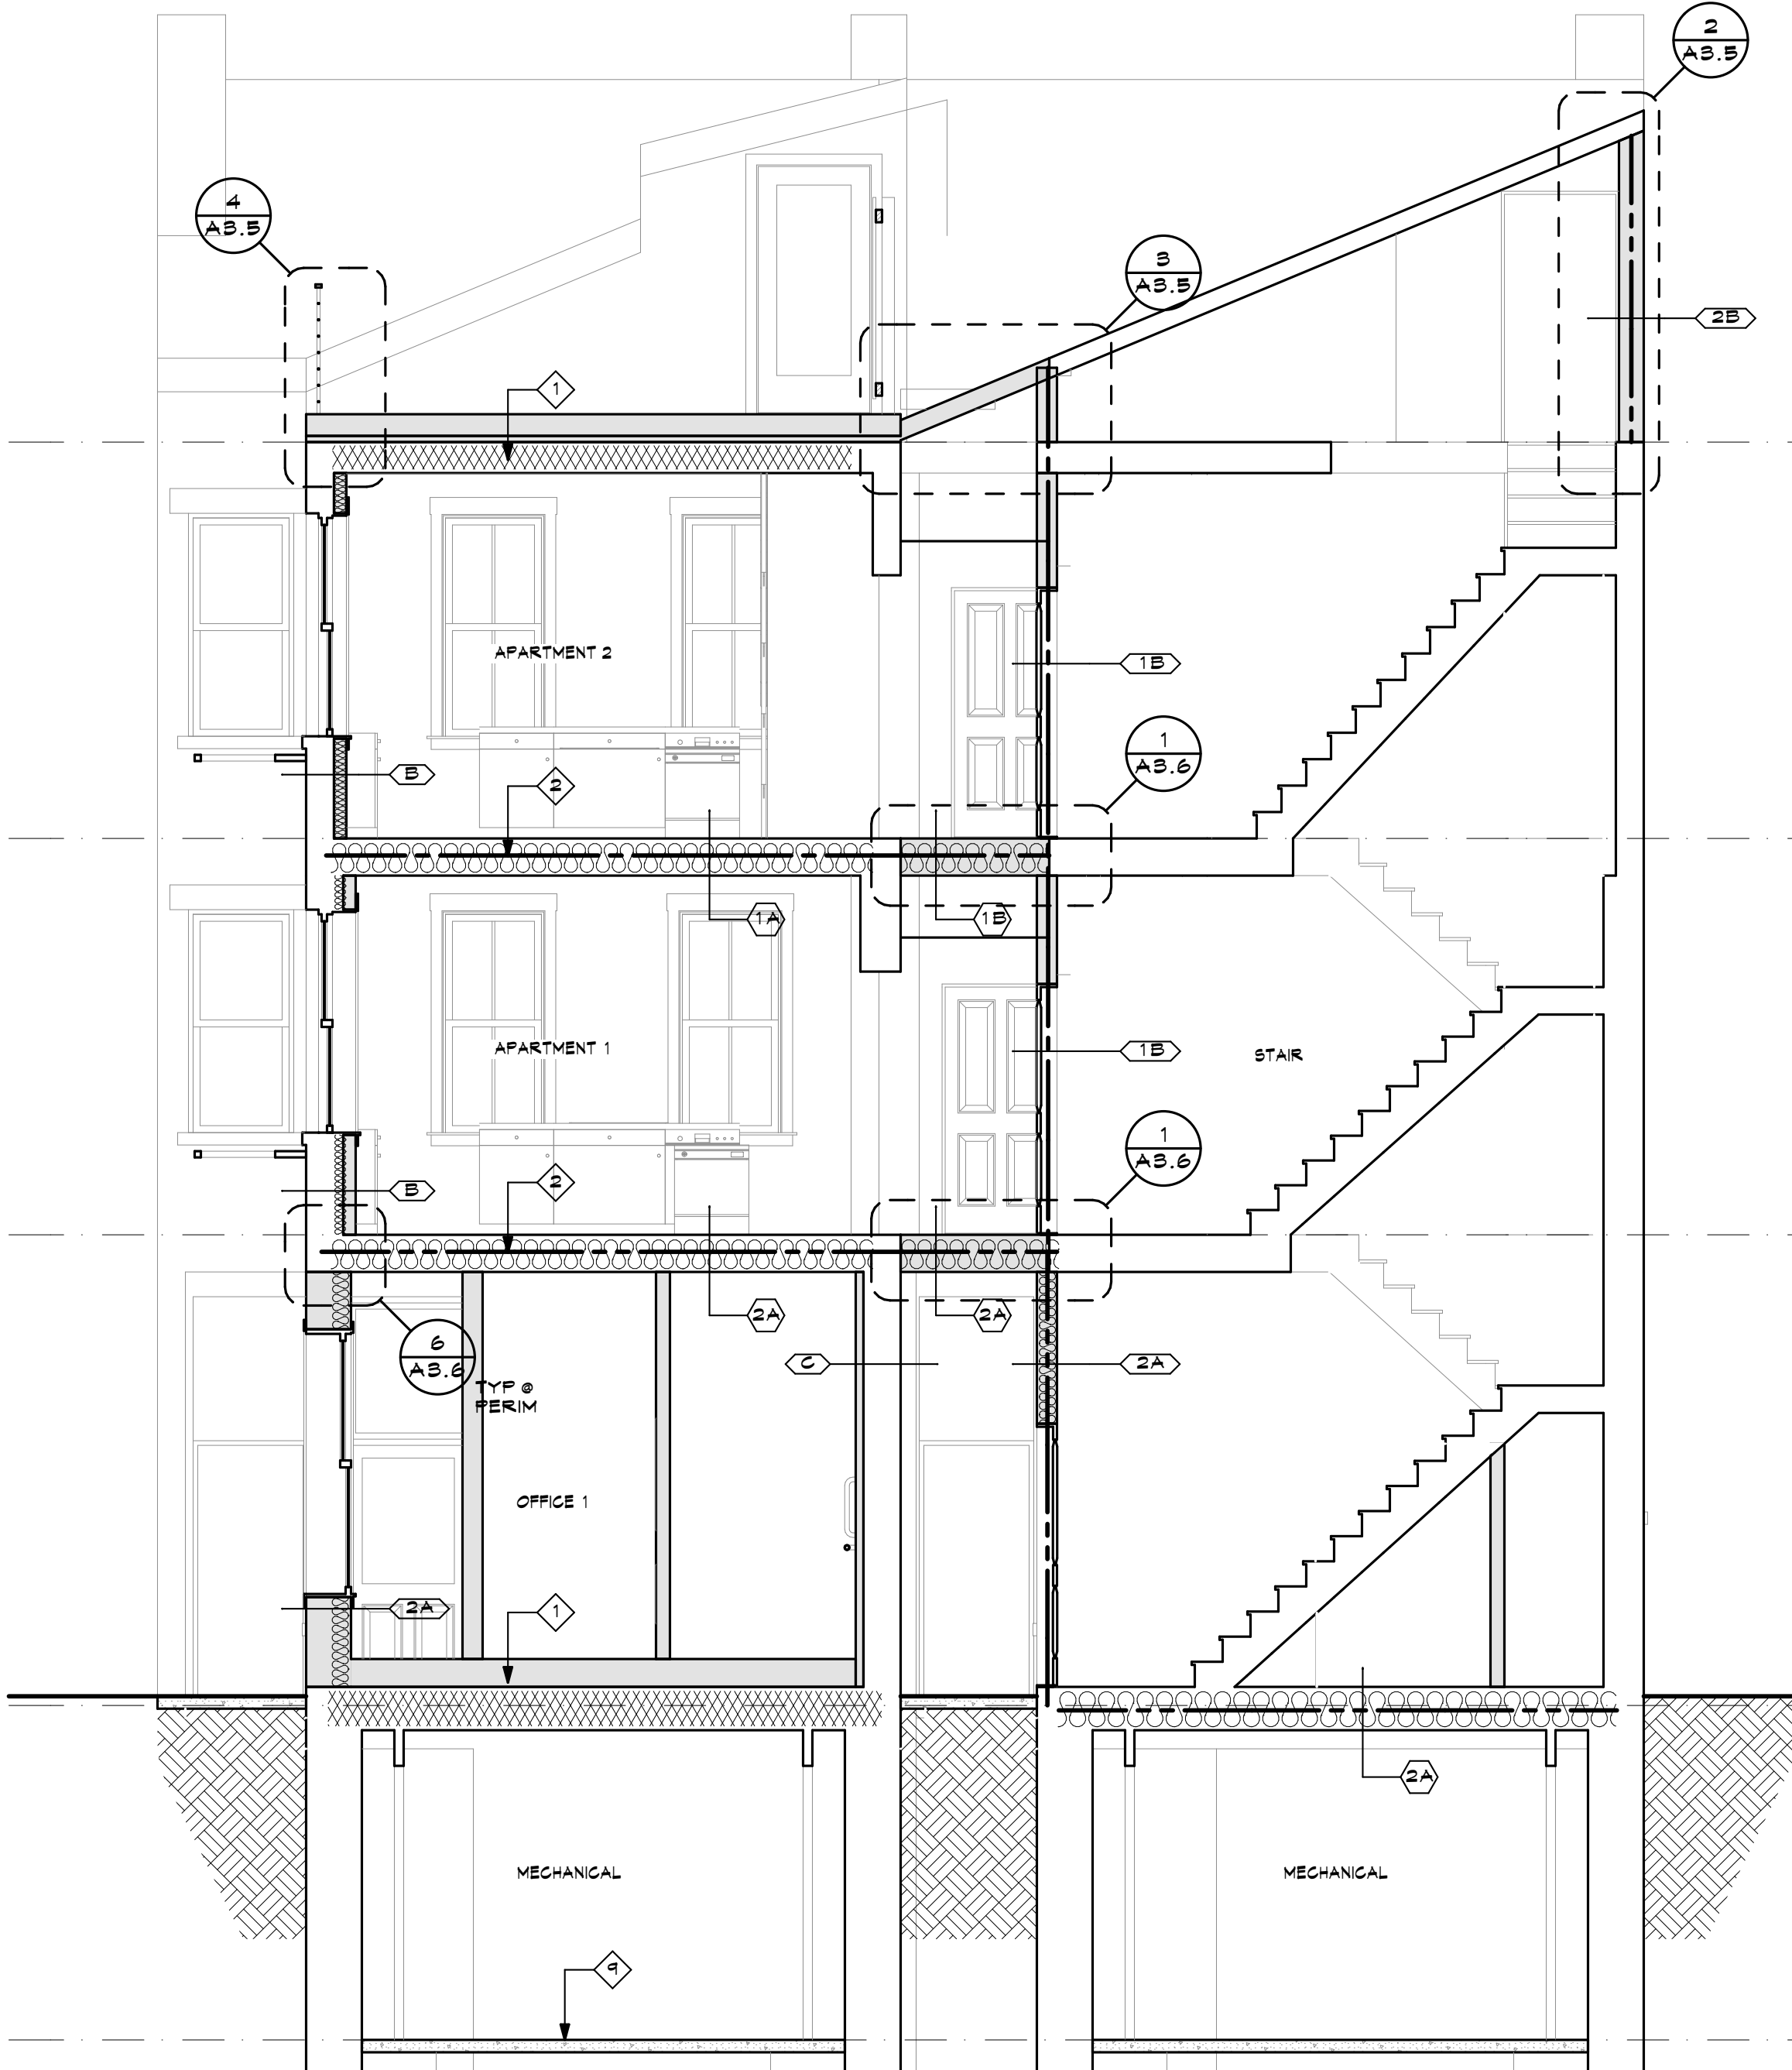 2
A3.5
4
A3.5
3
A3.5
2B
1
APARTMENT 2
1B
1
A3.6
B
2
1A
1B
APARTMENT 1
1B
STAIR
1
A3.6
B
2
2A
2A
C
2A
6
A3.6
TYP @
PERIM
OFFICE 1
2A
1
2A
MECHANICAL
MECHANICAL
9